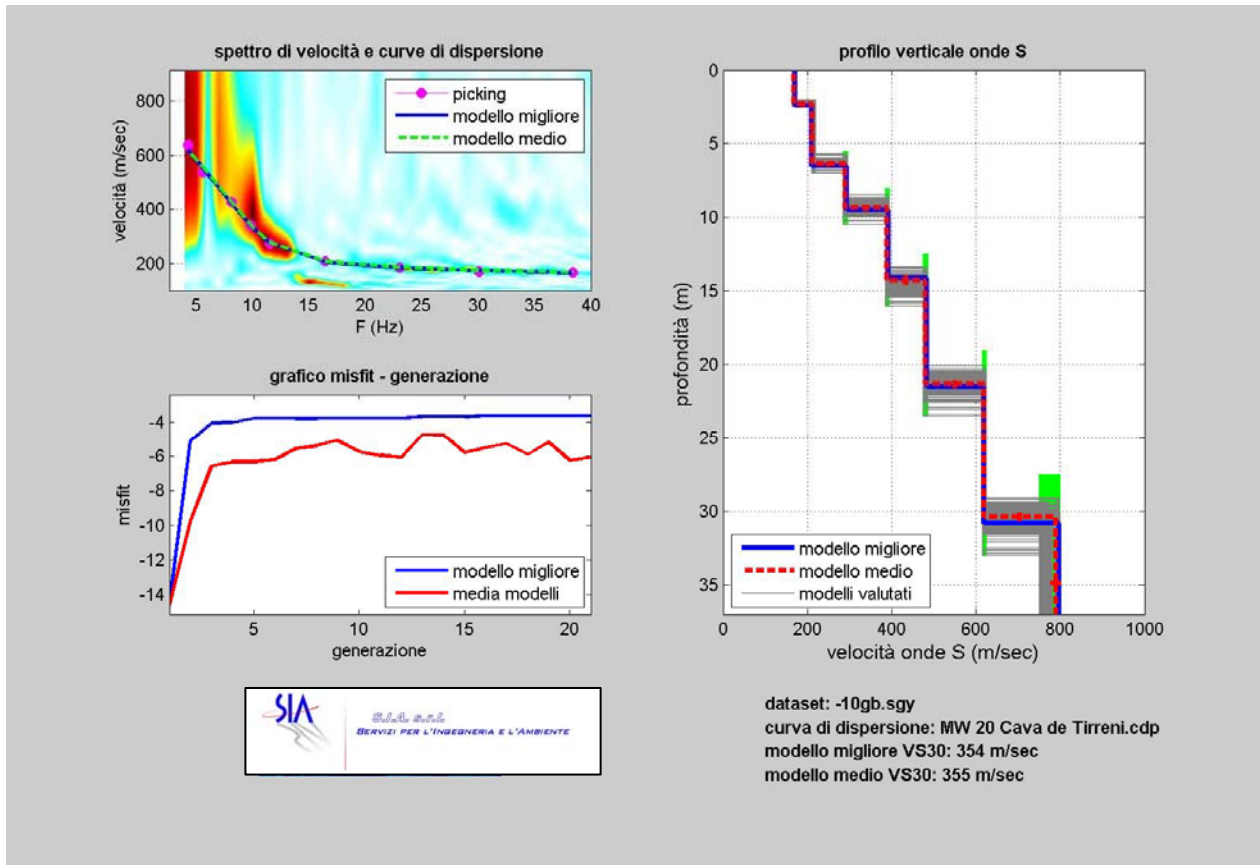 spettro di velocità e curve di dispersione
picking
modello migliore
modello medio
velocità (m/sec)
800
600
400
200
5
10
15
20
25
30
35
40
F (Hz)
grafico misfit - generazione
misfit
-4
-6
-8
-10
-12
-14
modello migliore
media modelli
5
10
15
20
generazione
SIA
S.I.A. s.r.l.
SERVIZI PER L'INGEGNERIA E L'AMBIENTE
profilo verticale onde S
profondità (m)
0
5
10
15
20
25
30
35
modello migliore
modello medio
modelli valutati
0
200
400
600
800
1000
velocità onde S (m/sec)
dataset: -10gb.sgy
curva di dispersione: MW 20 Cava de Tirreni.cdp
modello migliore VS30: 354 m/sec
modello medio VS30: 355 m/sec